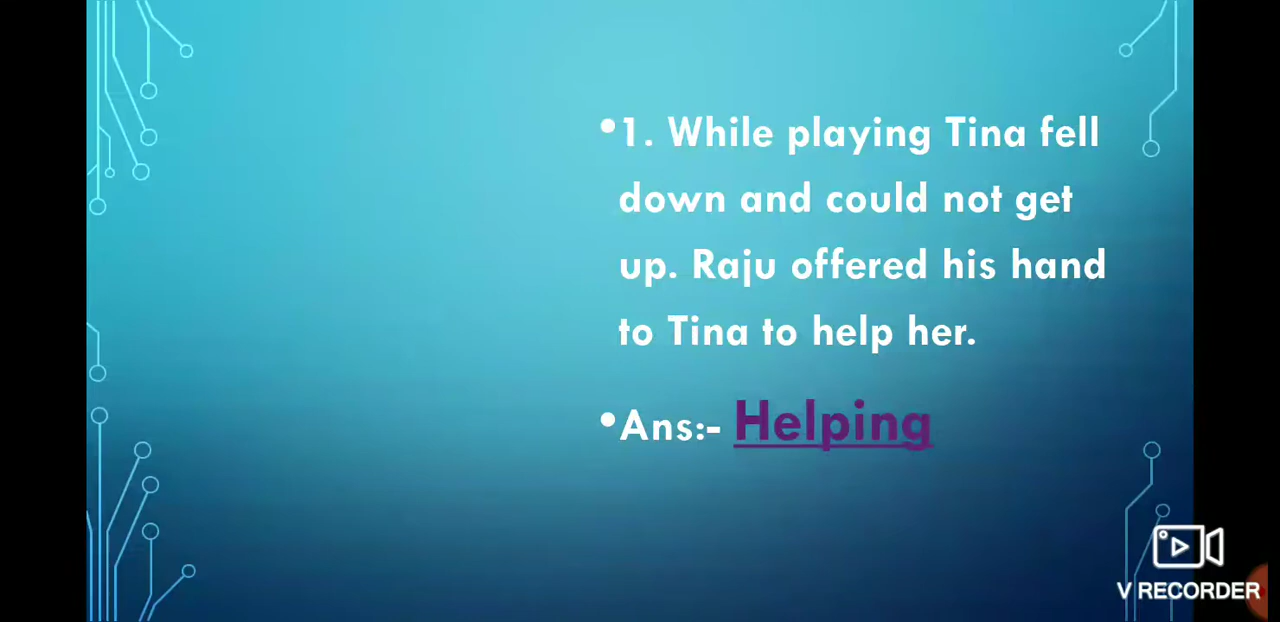 •1. While playing Tina fell
down and could not get
up. Raju offered his hand
to Tina to help her.
•Ans:- Helping
V RECORDER